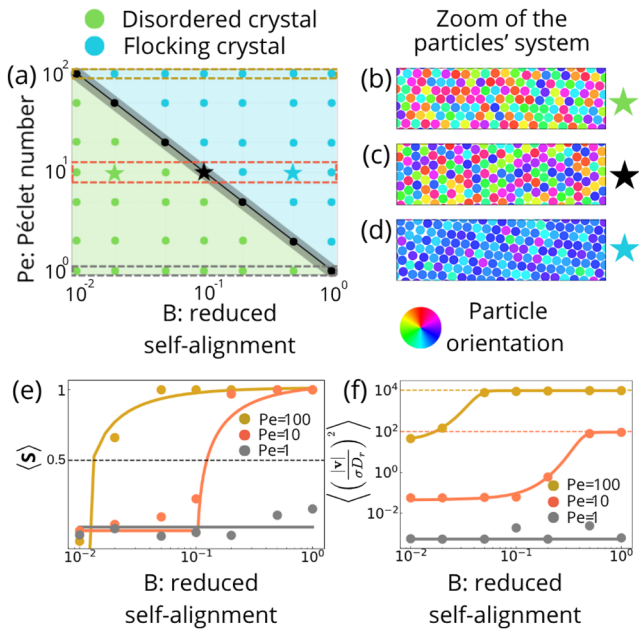 Disordered crystal
Flocking crystal
Zoom of the
particles' system
(a)
Pe: Péclet number
10²
10¹
10⁰
10⁻²
10⁻¹
10⁰
B: reduced
self-alignment
(b)
(c)
(d)
Particle
orientation
(e)
⟨s⟩
1
0.5
Pe=100
Pe=10
Pe=1
10⁻²
10⁻¹
10⁰
B: reduced
self-alignment
(f)
⟨(|v|/σDᵣ)²⟩
10⁴
10²
10⁰
10⁻²
Pe=100
Pe=10
Pe=1
10⁻²
10⁻¹
10⁰
B: reduced
self-alignment